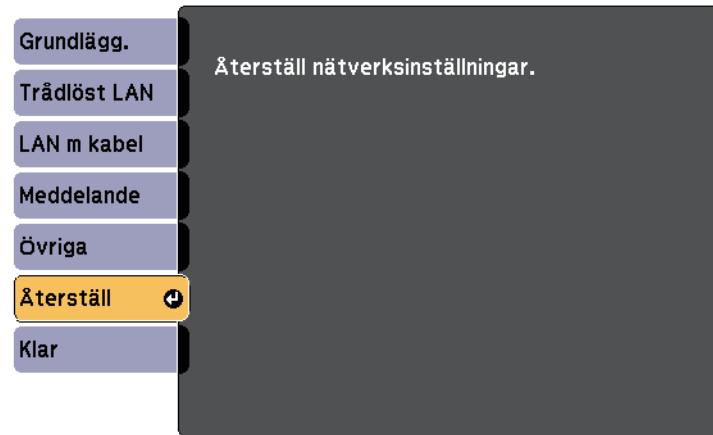 Grundlägg.
Trådlöst LAN
LAN m kabel
Meddelande
Övriga
Återställ
Klar
Återställ nätverksinställningar.